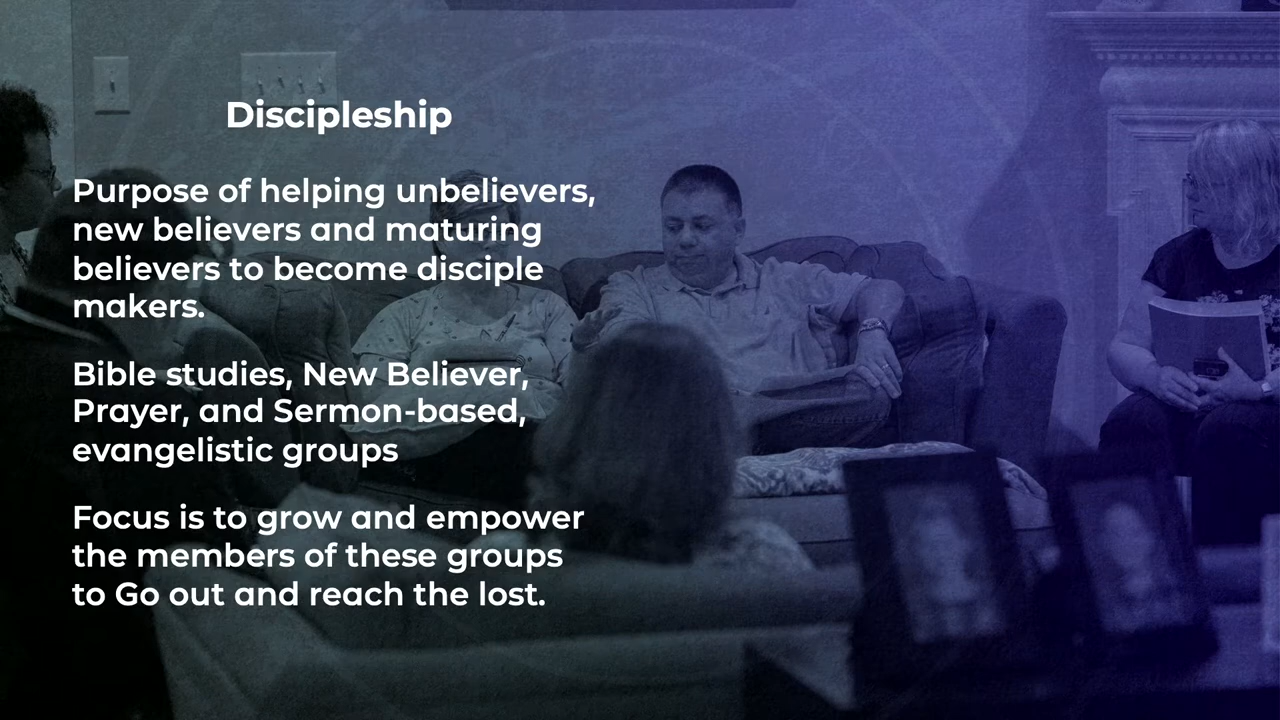 Discipleship
Purpose of helping unbelievers,
new believers and maturing
believers to become disciple
makers.
Bible studies, New Believer,
Prayer, and Sermon-based,
evangelistic groups
Focus is to grow and empower
the members of these groups
to Go out and reach the lost.